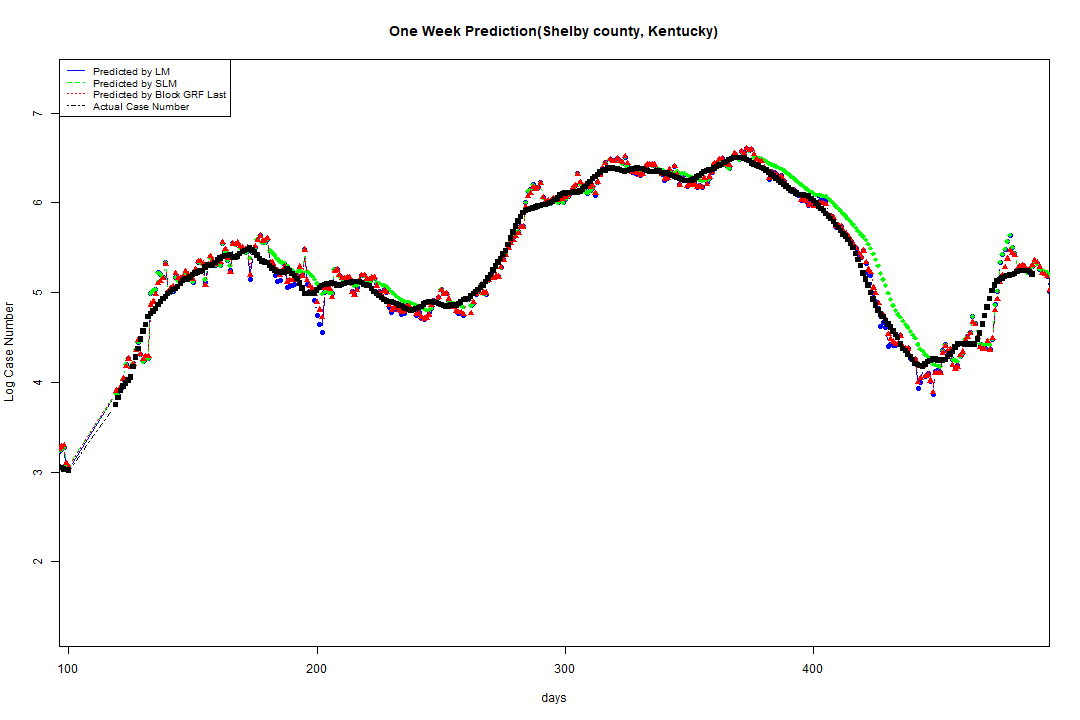 One Week Prediction(Shelby county, Kentucky)
Predicted by LM
Predicted by SLM
Predicted by Block GRF Last
Actual Case Number
7
6
5
4
3
2
Log Case Number
100 200 300 400
days